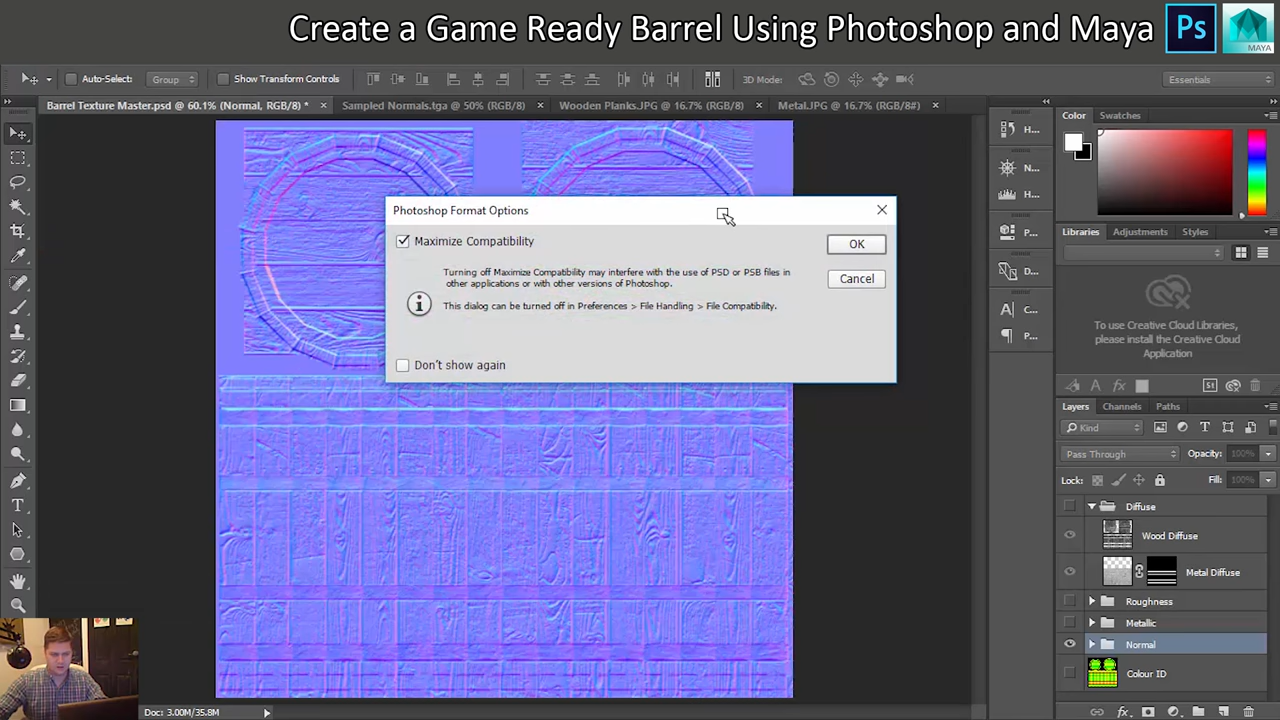 Create a Game Ready Barrel Using Photoshop and Maya
Ps
MAYA
Auto-Select:
Group
Show Transform Controls
3D Mode:
Essentials
Barrel Texture Master.psd @ 60.1% (Normal, RGB/8) *
Sampled Normals.tga @ 50% (RGB/8)
Wooden Planks.JPG @ 16.7% (RGB/8)
Metal.JPG @ 16.7% (RGB/8#)
H...
N...
H...
P...
D...
C...
P...
Color
Swatches
Libraries
Adjustments
Styles
To use Creative Cloud Libraries,
please install the Creative Cloud
Application
Photoshop Format Options
Maximize Compatibility
OK
Turning off Maximize Compatibility may interfere with the use of PSD or PSB files in
other applications or with other versions of Photoshop.
Cancel
This dialog can be turned off in Preferences > File Handling > File Compatibility.
Don't show again
Layers
Channels
Paths
Kind
Pass Through
Opacity:
100%
Lock:
Fill:
100%
Diffuse
Wood Diffuse
Metal Diffuse
Roughness
Metallic
Normal
Colour ID
Doc: 3.00M/35.8M